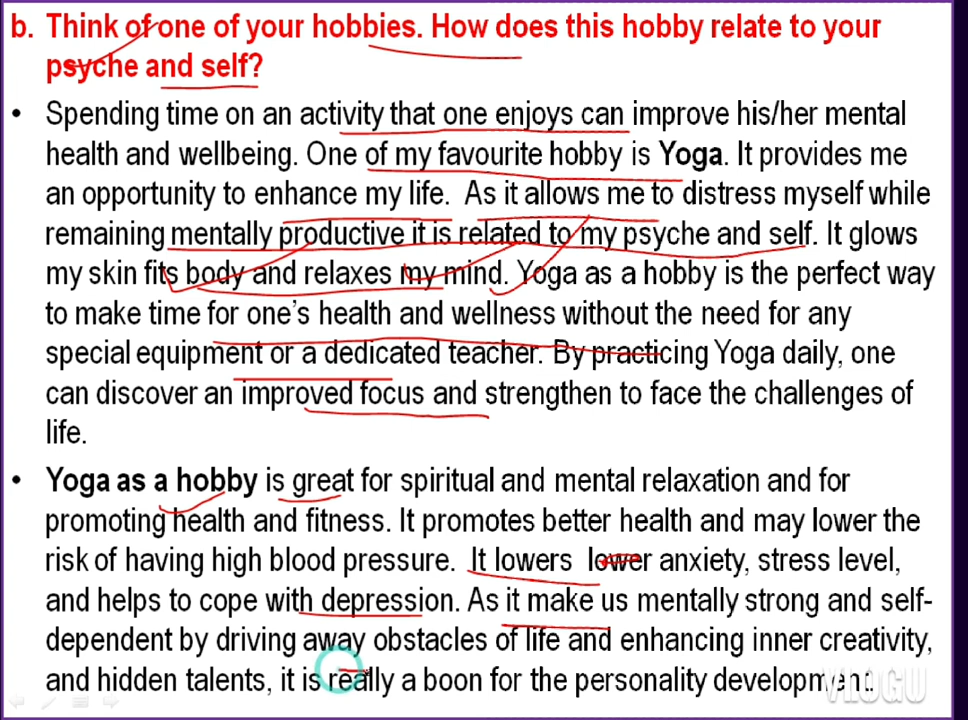 b. Think of one of your hobbies. How does this hobby relate to your
psyche and self?
• Spending time on an activity that one enjoys can improve his/her mental
health and wellbeing. One of my favourite hobby is Yoga. It provides me
an opportunity to enhance my life. As it allows me to distress myself while
remaining mentally productive it is related to my psyche and self. It glows
my skin fits body and relaxes my mind. Yoga as a hobby is the perfect way
to make time for one's health and wellness without the need for any
special equipment or a dedicated teacher. By practicing Yoga daily, one
can discover an improved focus and strengthen to face the challenges of
life.
• Yoga as a hobby is great for spiritual and mental relaxation and for
promoting health and fitness. It promotes better health and may lower the
risk of having high blood pressure. It lowers lower anxiety, stress level,
and helps to cope with depression. As it make us mentally strong and self-
dependent by driving away obstacles of life and enhancing inner creativity,
and hidden talents, it is really a boon for the personality development.
VLOGU